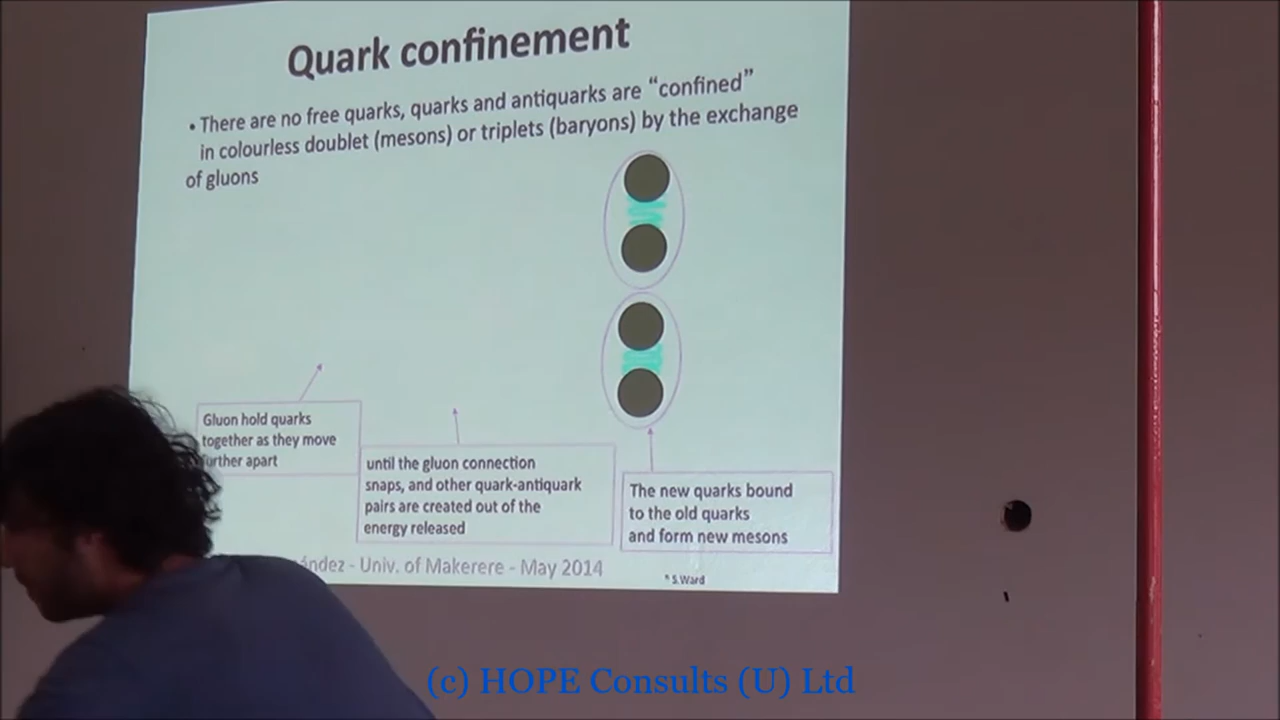 Quark confinement
• There are no free quarks, quarks and antiquarks are “confined”
in colourless doublet (mesons) or triplets (baryons) by the exchange
of gluons
Gluon hold quarks
together as they move
further apart
until the gluon connection
snaps, and other quark-antiquark
pairs are created out of the
energy released
The new quarks bound
to the old quarks
and form new mesons
- Univ. of Makerere - May 2014
* S.Ward
(c) HOPE Consults (U) Ltd